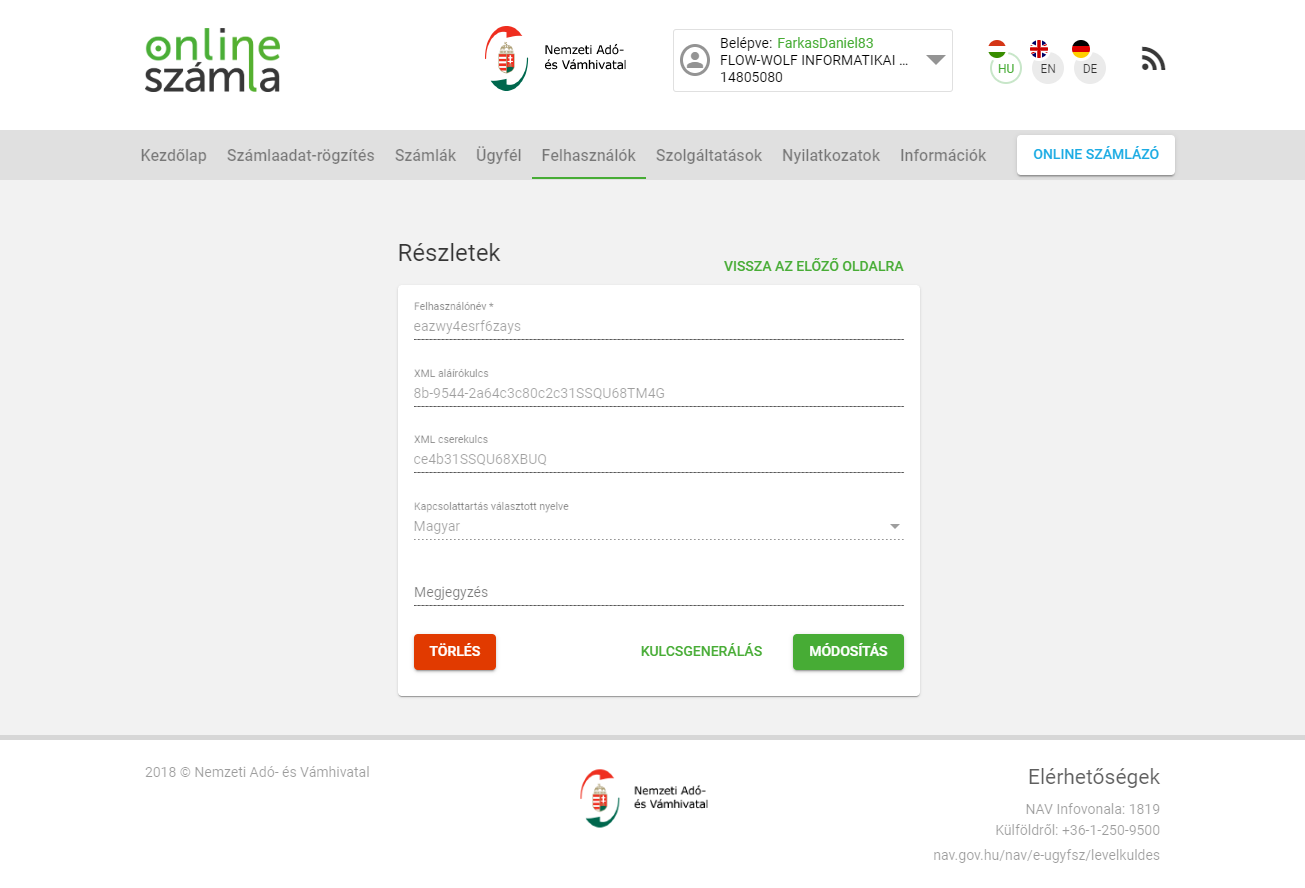 online
számla
Nemzeti Adó-
és Vámhivatal
Belépve: FarkasDaniel83
FLOW-WOLF INFORMATIKAI ...
14805080
HU EN DE
Kezdőlap Számlaadat-rögzítés Számlák Ügyfél Felhasználók Szolgáltatások Nyilatkozatok Információk ONLINE SZÁMLÁZÓ
Részletek
VISSZA AZ ELŐZŐ OLDALRA
Felhasználónév *
eazwy4esrf6zays
XML aláírókulcs
8b-9544-2a64c3c80c2c31SSQU68TM4G
XML cserekulcs
ce4b31SSQU68XBUQ
Kapcsolattartás választott nyelve
Magyar
Megjegyzés
TÖRLÉS KULCSGENERÁLÁS MÓDOSÍTÁS
2018 © Nemzeti Adó- és Vámhivatal
Nemzeti Adó-
és Vámhivatal
Elérhetőségek
NAV Infovonala: 1819
Külföldről: +36-1-250-9500
nav.gov.hu/nav/e-ugyfsz/levelkuldes